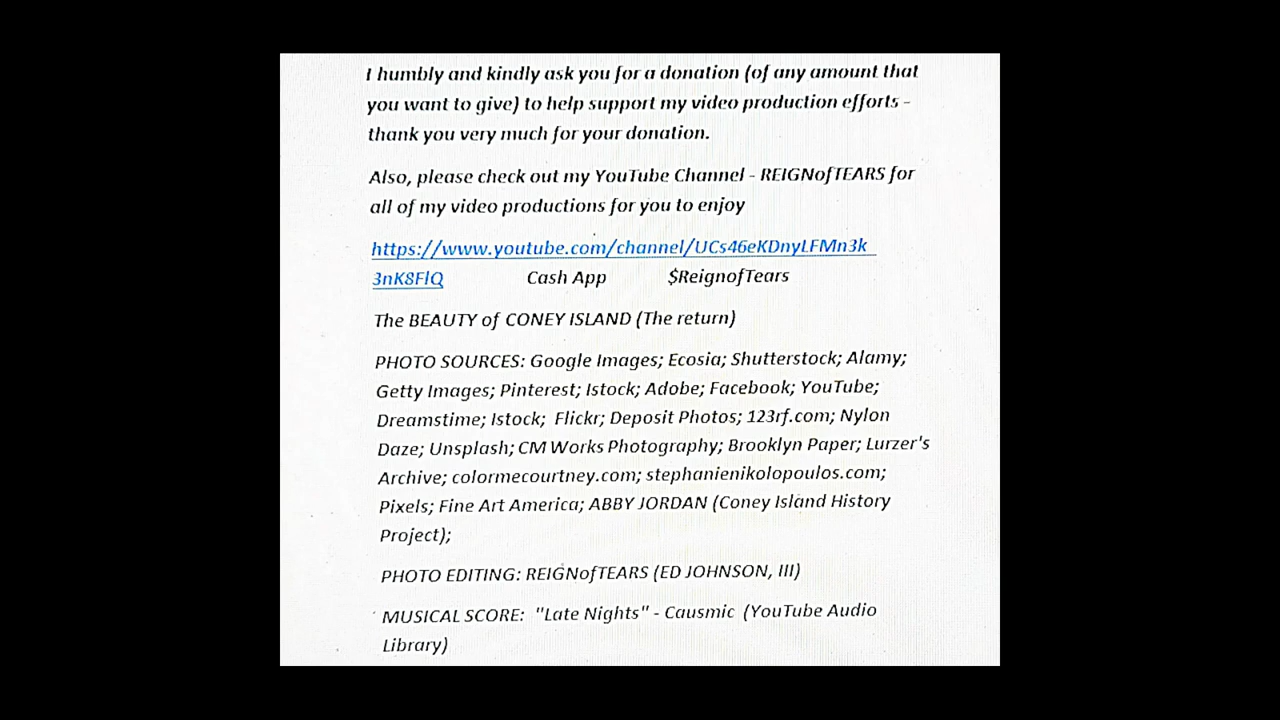 I humbly and kindly ask you for a donation (of any amount that
you want to give) to help support my video production efforts -
thank you very much for your donation.
Also, please check out my YouTube Channel - REIGNofTEARS for
all of my video productions for you to enjoy
https://www.youtube.com/channel/UCs46eKDnyLFMn3k
3nK8FlQ Cash App $ReignofTears
The BEAUTY of CONEY ISLAND (The return)
PHOTO SOURCES: Google Images; Ecosia; Shutterstock; Alamy;
Getty Images; Pinterest; Istock; Adobe; Facebook; YouTube;
Dreamstime; Istock; Flickr; Deposit Photos; 123rf.com; Nylon
Daze; Unsplash; CM Works Photography; Brooklyn Paper; Lurzer's
Archive; colormecourtney.com; stephanienikolopoulos.com;
Pixels; Fine Art America; ABBY JORDAN (Coney Island History
Project);
PHOTO EDITING: REIGNofTEARS (ED JOHNSON, III)
MUSICAL SCORE: "Late Nights" - Causmic (YouTube Audio
Library)